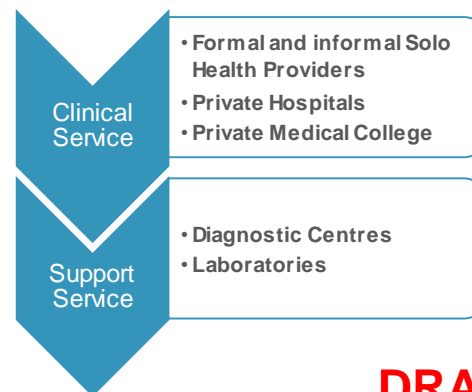 Clinical
Service
• Formal and informal Solo
Health Providers
• Private Hospitals
• Private Medical College
Support
Service
• Diagnostic Centres
• Laboratories
DRA